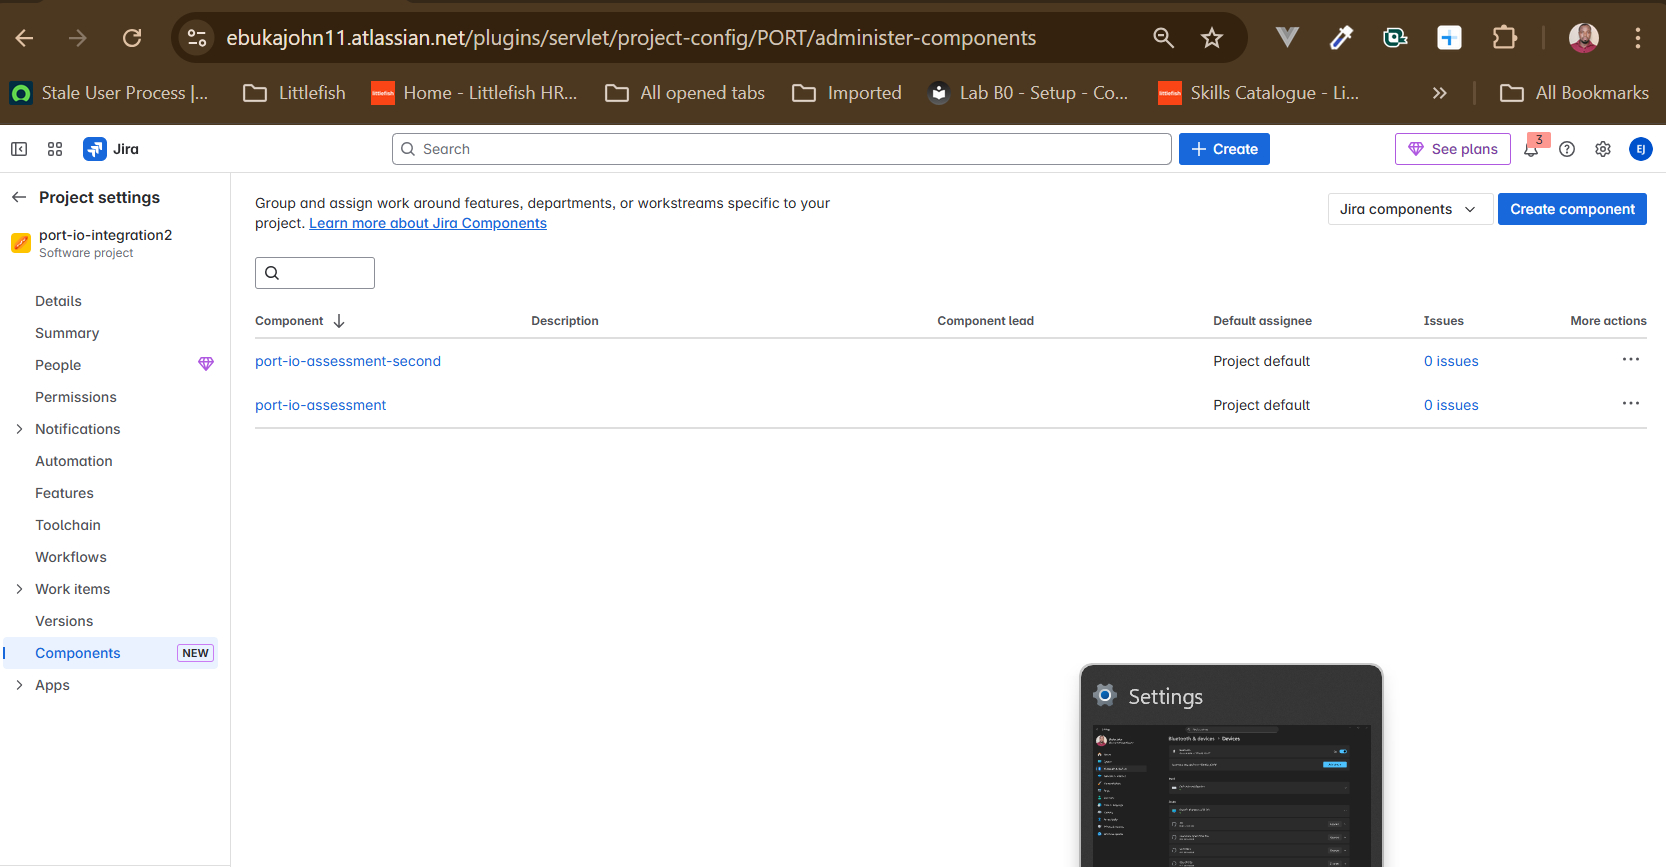 ebukajohn11.atlassian.net/plugins/servlet/project-config/PORT/administer-components
Stale User Process |... Littlefish Home - Littlefish HR... All opened tabs Imported Lab B0 - Setup - Co... Skills Catalogue - Li... All Bookmarks
Jira Search + Create See plans 3 EJ
Project settings
port-io-integration2
Software project
Details
Summary
People
Permissions
Notifications
Automation
Features
Toolchain
Workflows
Work items
Versions
Components NEW
Apps
Group and assign work around features, departments, or workstreams specific to your
project. Learn more about Jira Components
Jira components Create component
Component Description Component lead Default assignee Issues More actions
port-io-assessment-second Project default 0 issues
port-io-assessment Project default 0 issues
Settings
Bluetooth & devices › Devices